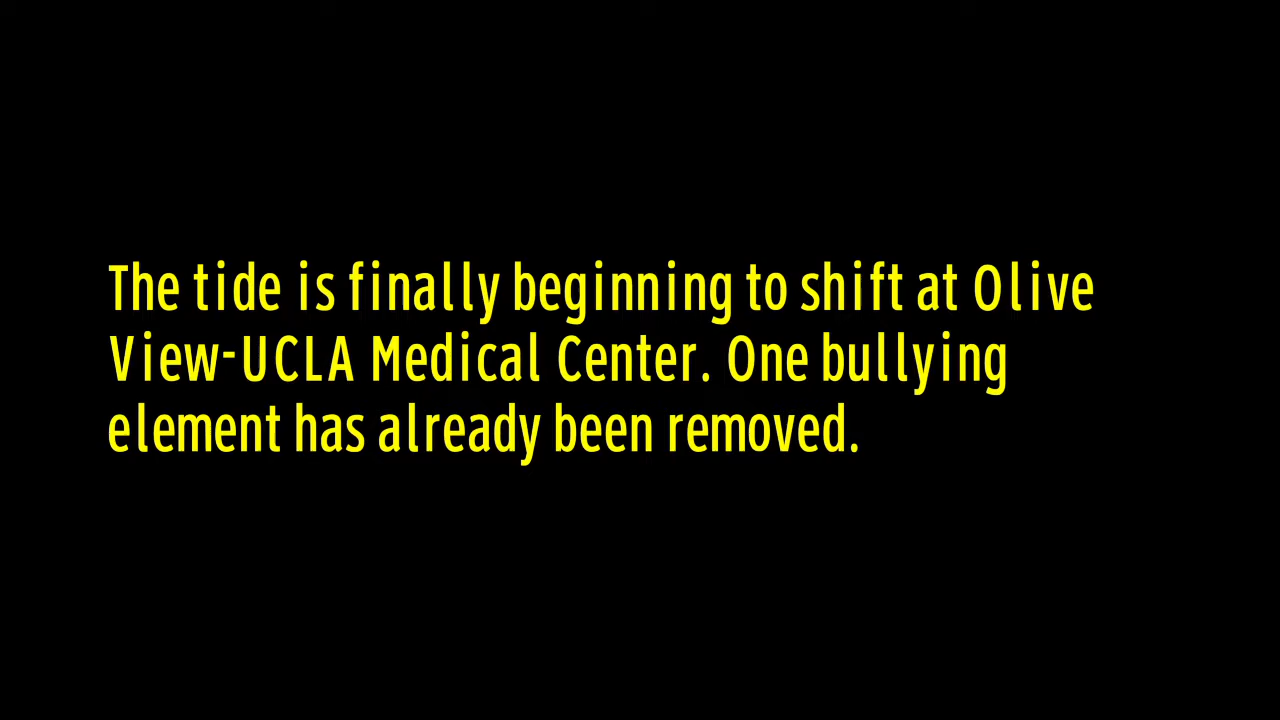 The tide is finally beginning to shift at Olive
View-UCLA Medical Center. One bullying
element has already been removed.